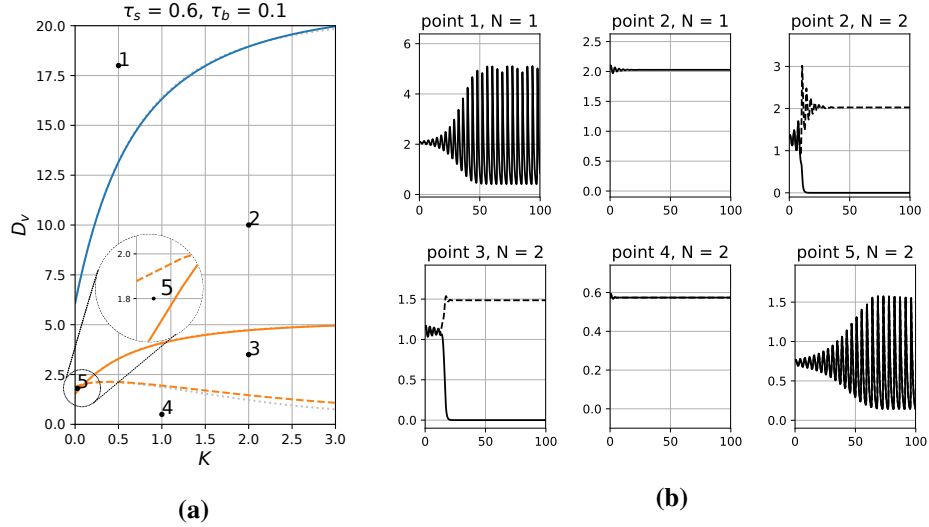 τs = 0.6, τb = 0.1
20.0
17.5
15.0
12.5
10.0
7.5
5.0
2.5
0.0
Dv
0.0 0.5 1.0 1.5 2.0 2.5 3.0
K
1
2
3
4
5
2.0
1.8
5
(a)
point 1, N = 1
6
4
2
0
0 50 100
point 2, N = 1
2.5
2.0
1.5
1.0
0.5
0.0
0 50 100
point 2, N = 2
3
2
1
0
0 50 100
point 3, N = 2
1.5
1.0
0.5
0.0
0 50 100
point 4, N = 2
0.6
0.4
0.2
0.0
0 50 100
point 5, N = 2
1.5
1.0
0.5
0.0
0 50 100
(b)